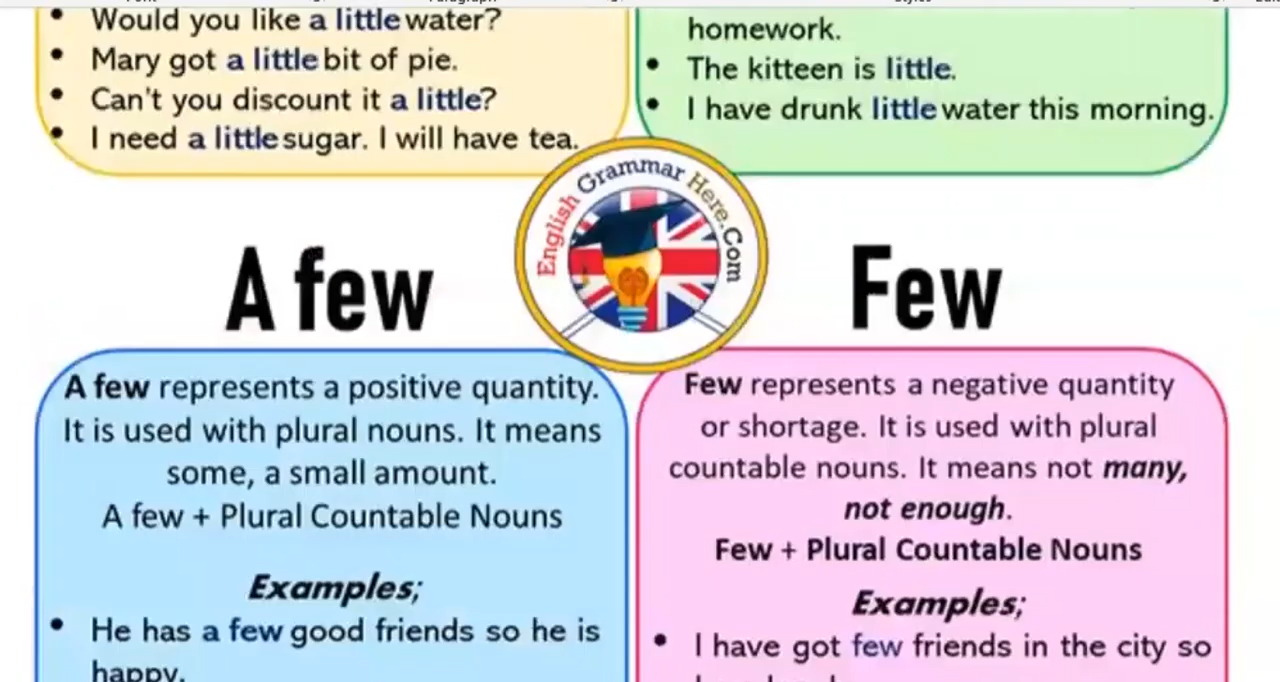 Would you like a little water?
• Mary got a little bit of pie.
• Can't you discount it a little?
• I need a little sugar. I will have tea.
homework.
• The kitteen is little.
• I have drunk little water this morning.
English Grammar Here.Com
A few
A few represents a positive quantity.
It is used with plural nouns. It means
some, a small amount.
A few + Plural Countable Nouns
Examples;
• He has a few good friends so he is
happy.
Few
Few represents a negative quantity
or shortage. It is used with plural
countable nouns. It means not many,
not enough.
Few + Plural Countable Nouns
Examples;
• I have got few friends in the city so